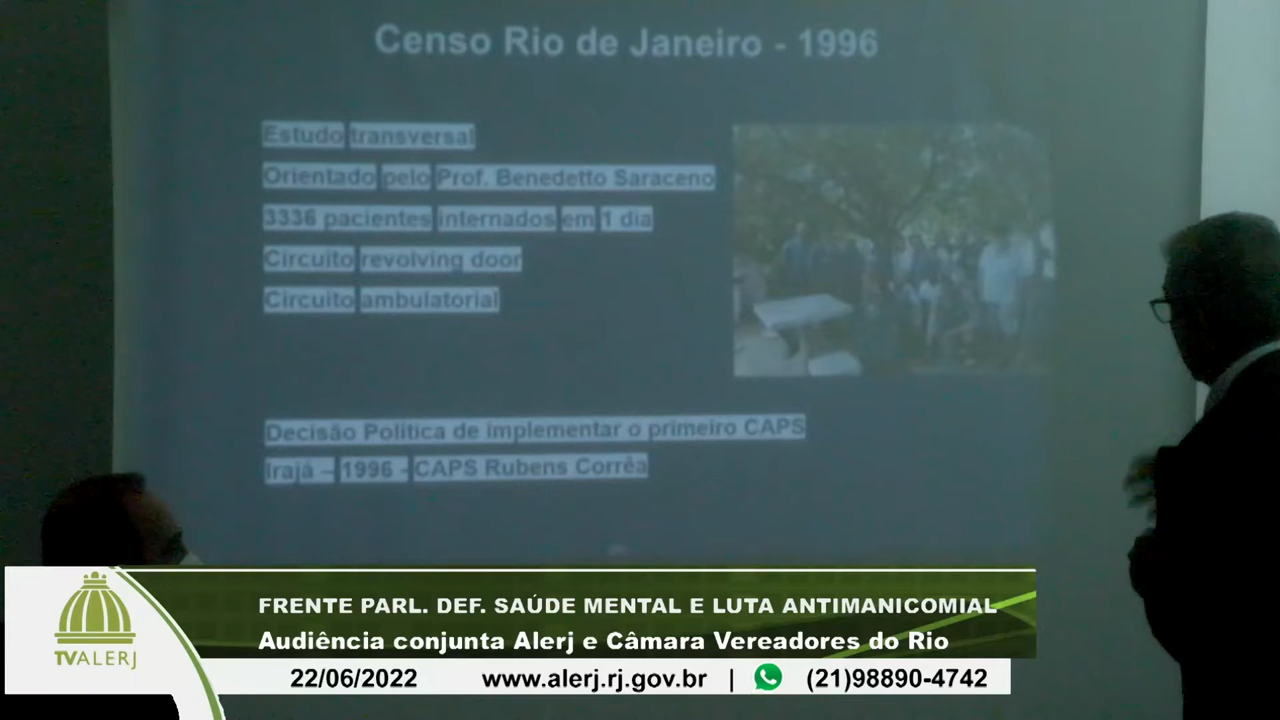 Censo Rio de Janeiro - 1996
Estudo transversal
Orientado pelo Prof. Benedetto Saraceno
3336 pacientes internados em 1 dia
Circuito revolving door
Circuito ambulatorial
Decisão Política de implementar o primeiro CAPS
Irajá – 1996 - CAPS Rubens Corrêa
FRENTE PARL. DEF. SAÚDE MENTAL E LUTA ANTIMANICOMIAL
Audiência conjunta Alerj e Câmara Vereadores do Rio
TVALERJ
22/06/2022 www.alerj.rj.gov.br | (21)98890-4742